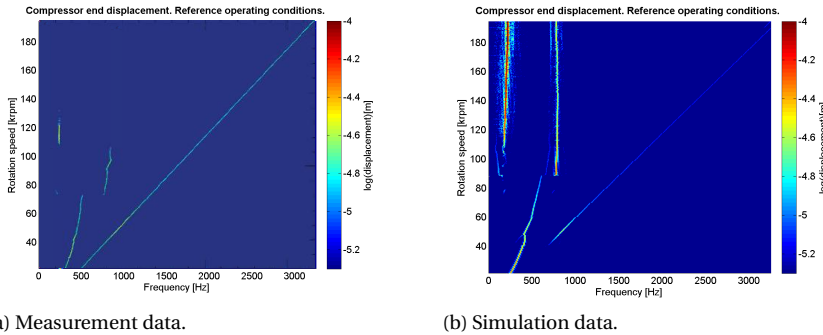 Compressor end displacement. Reference operating conditions.
Rotation speed [krpm]
180
160
140
120
100
80
60
40
0 500 1000 1500 2000 2500 3000
Frequency [Hz]
-4
-4.2
-4.4
-4.6
-4.8
-5
-5.2
log(displacement)[m]
Compressor end displacement. Reference operating conditions.
Rotation speed [krpm]
180
160
140
120
100
80
60
40
0 500 1000 1500 2000 2500 3000
Frequency [Hz]
-4
-4.2
-4.4
-4.6
-4.8
-5
-5.2
log(displacement)[m]
) Measurement data.
(b) Simulation data.